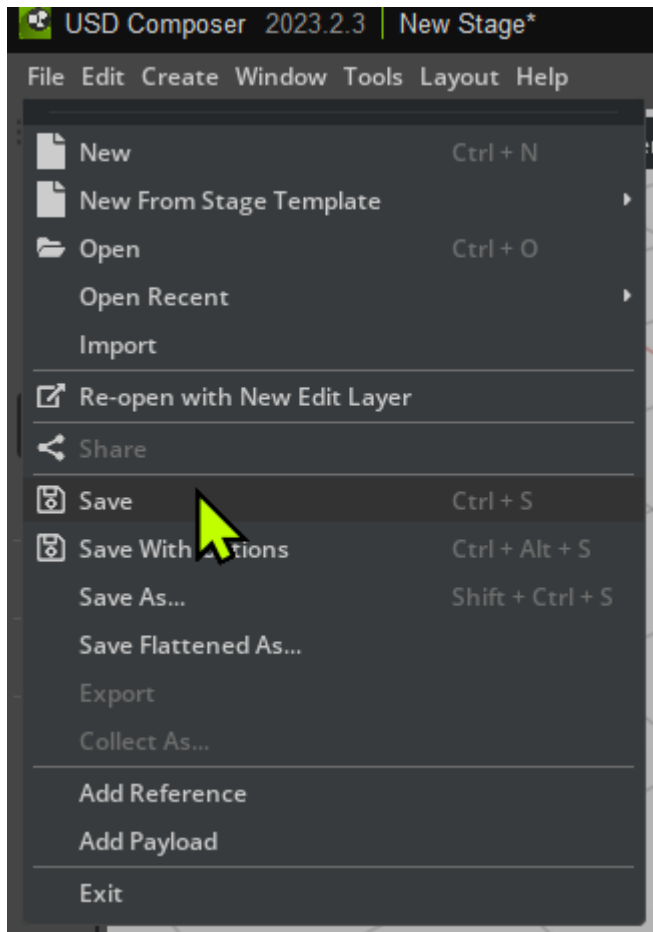 USD Composer 2023.2.3 | New Stage*
File Edit Create Window Tools Layout Help
New Ctrl + N
New From Stage Template
Open Ctrl + O
Open Recent
Import
Re-open with New Edit Layer
Share
Save Ctrl + S
Save With Ctrl + Alt + S
Save As... Shift + Ctrl + S
Save Flattened As...
Export
Collect As...
Add Reference
Add Payload
Exit